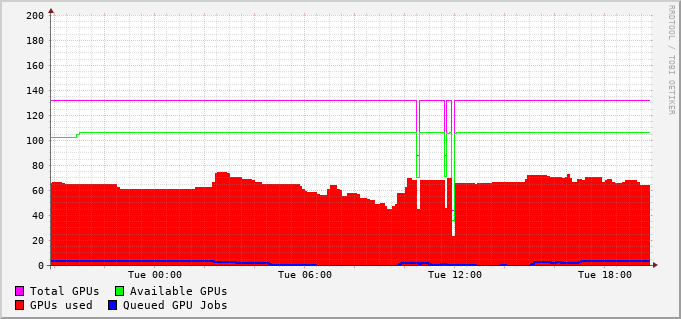 200
180
160
140
120
100
80
60
40
20
0
Tue 00:00 Tue 06:00 Tue 12:00 Tue 18:00
Total GPUs Available GPUs
GPUs used Queued GPU Jobs
RRDTOOL / TOBI OETIKER